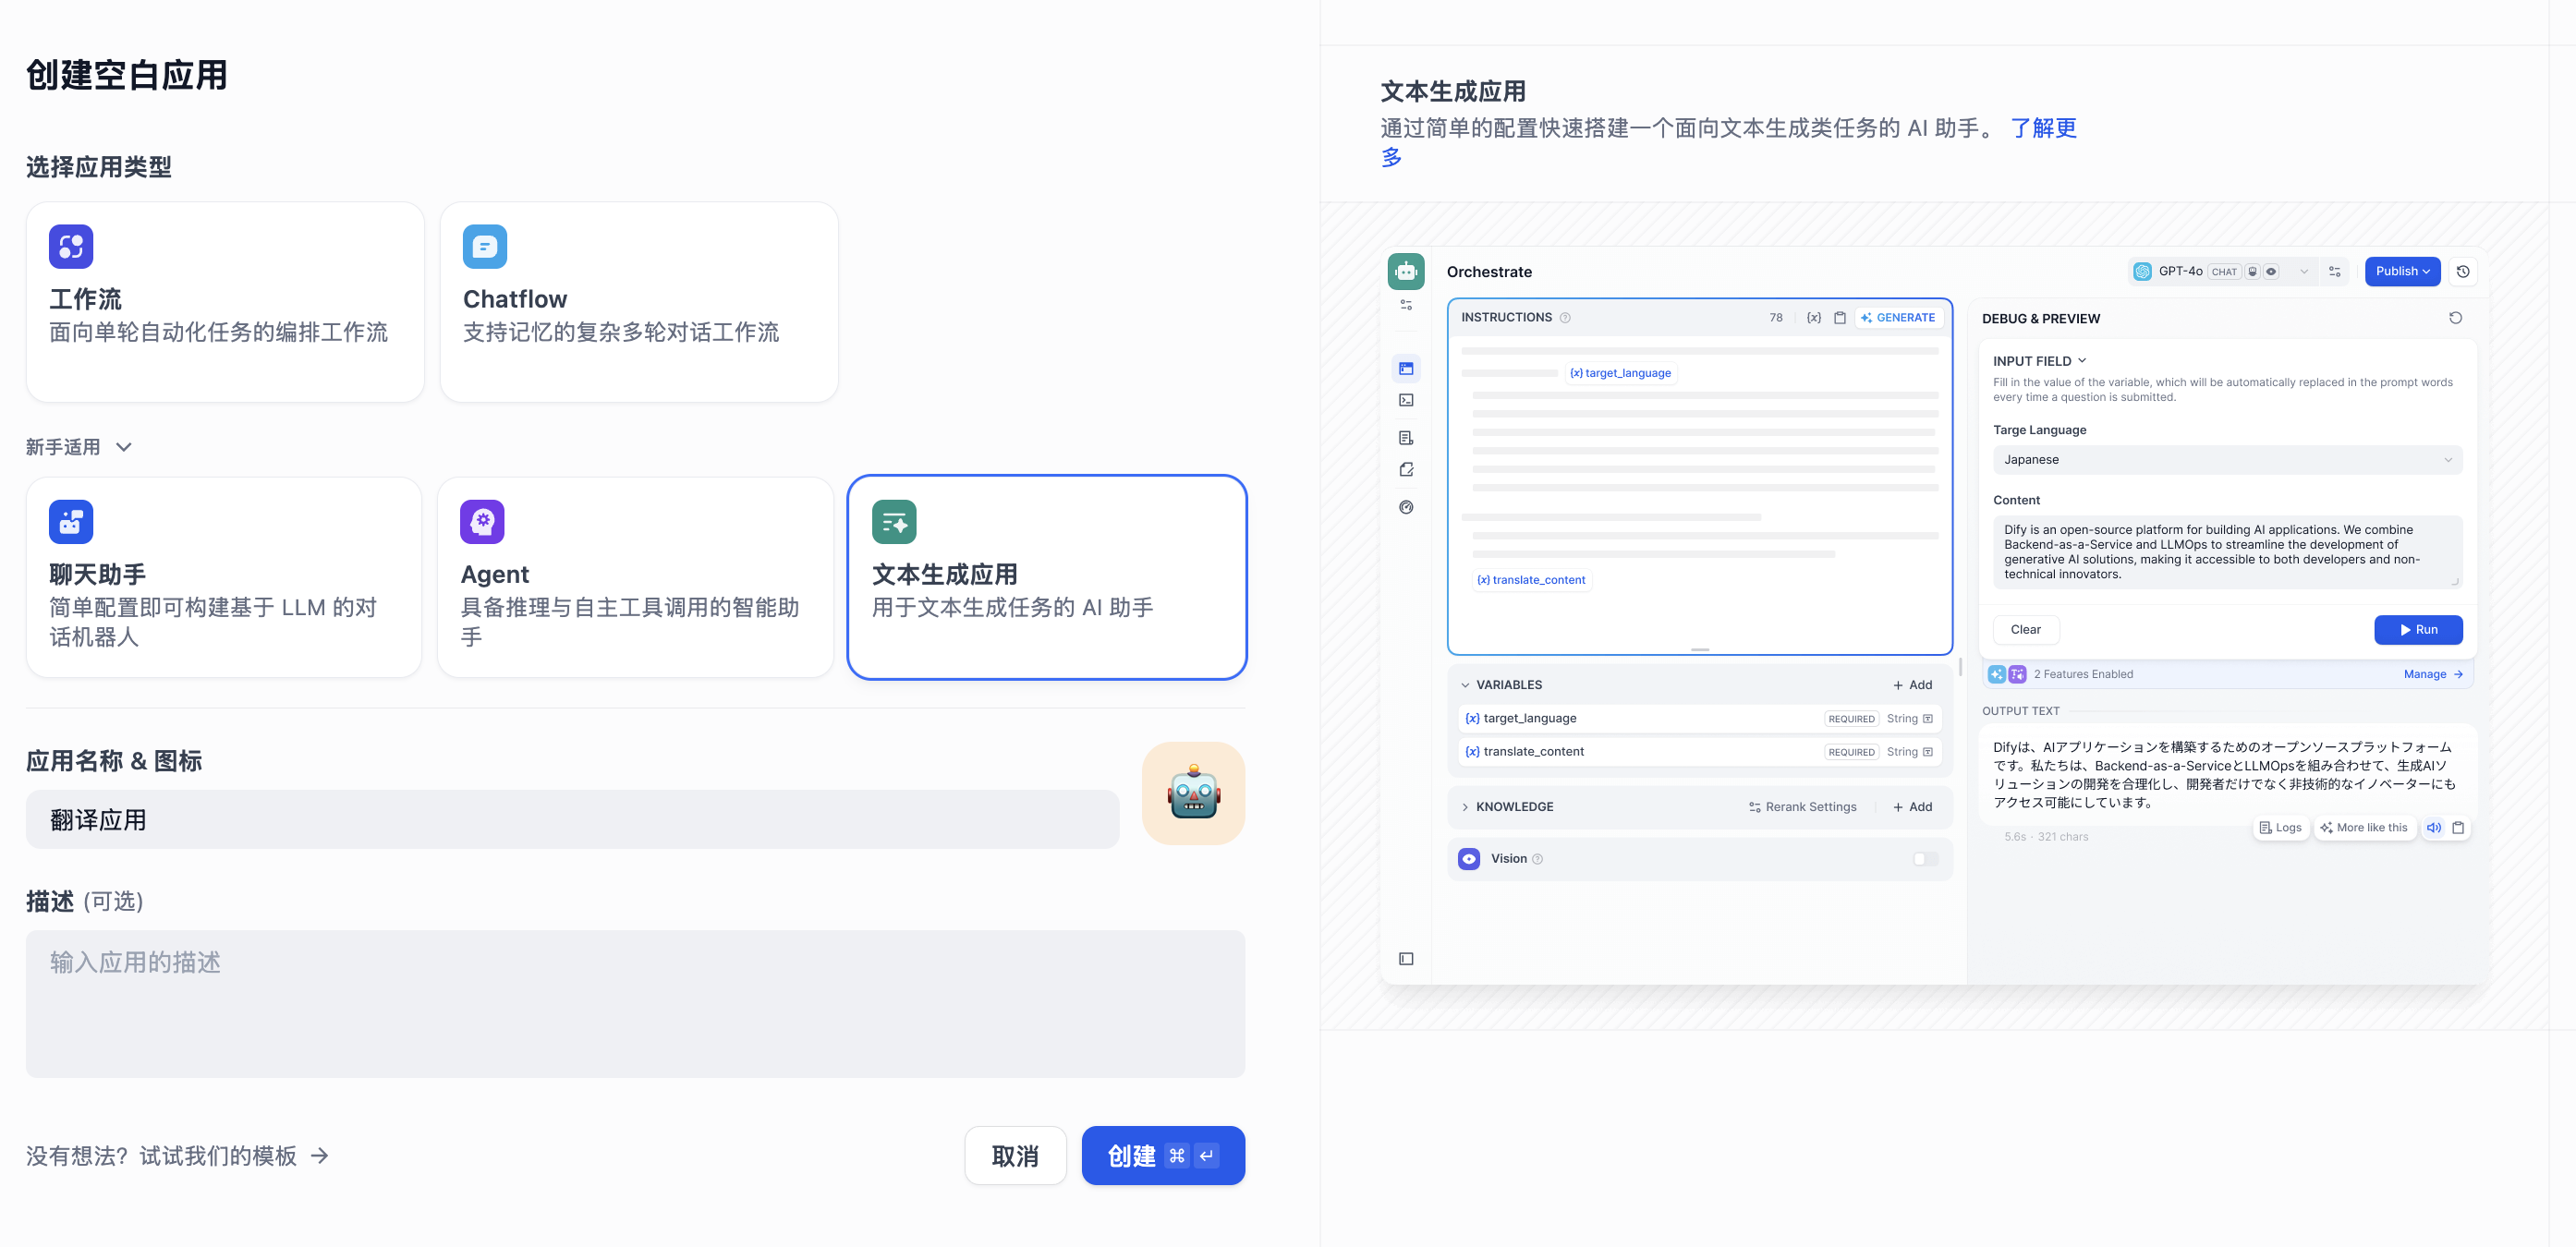 创建空白应用
选择应用类型
工作流
面向单轮自动化任务的编排工作流
Chatflow
支持记忆的复杂多轮对话工作流
新手适用
聊天助手
简单配置即可构建基于 LLM 的对
话机器人
Agent
具备推理与自主工具调用的智能助
手
文本生成应用
用于文本生成任务的 AI 助手
应用名称 & 图标
翻译应用
描述 (可选)
输入应用的描述
没有想法？试试我们的模板 →
取消
创建 ⌘ ↵
文本生成应用
通过简单的配置快速搭建一个面向文本生成类任务的 AI 助手。 了解更
多
Orchestrate
GPT-4o CHAT
Publish
INSTRUCTIONS
78
{x}
GENERATE
{x} target_language
{x} translate_content
VARIABLES
+ Add
{x} target_language REQUIRED String
{x} translate_content REQUIRED String
KNOWLEDGE
Rerank Settings
+ Add
Vision
DEBUG & PREVIEW
INPUT FIELD
Fill in the value of the variable, which will be automatically replaced in the prompt words
every time a question is submitted.
Targe Language
Japanese
Content
Dify is an open-source platform for building AI applications. We combine
Backend-as-a-Service and LLMOps to streamline the development of
generative AI solutions, making it accessible to both developers and non-
technical innovators.
Clear
Run
2 Features Enabled
Manage →
OUTPUT TEXT
Difyは、AIアプリケーションを構築するためのオープンソースプラットフォーム
です。私たちは、Backend-as-a-ServiceとLLMOpsを組み合わせて、生成AIソ
リューションの開発を合理化し、開発者だけでなく非技術的なイノベーターにも
アクセス可能にしています。
5.6s · 321 chars
Logs
More like this